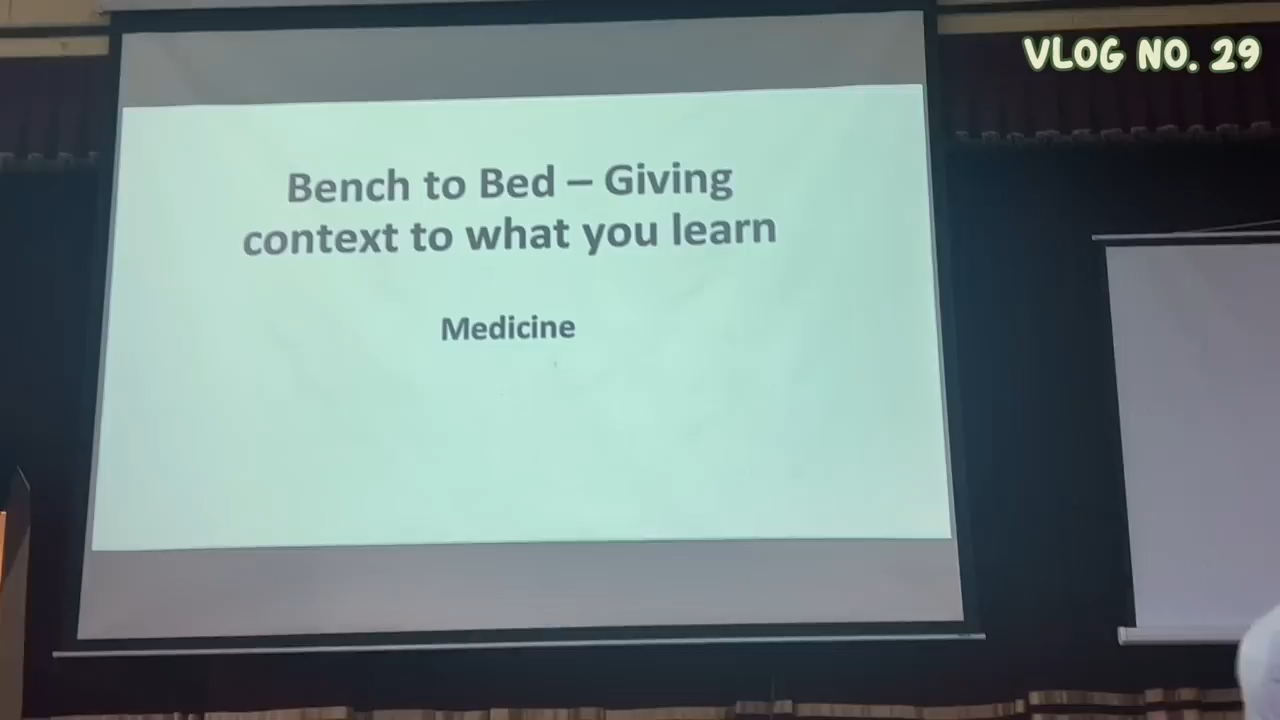 VLOG NO. 29
Bench to Bed – Giving
context to what you learn
Medicine